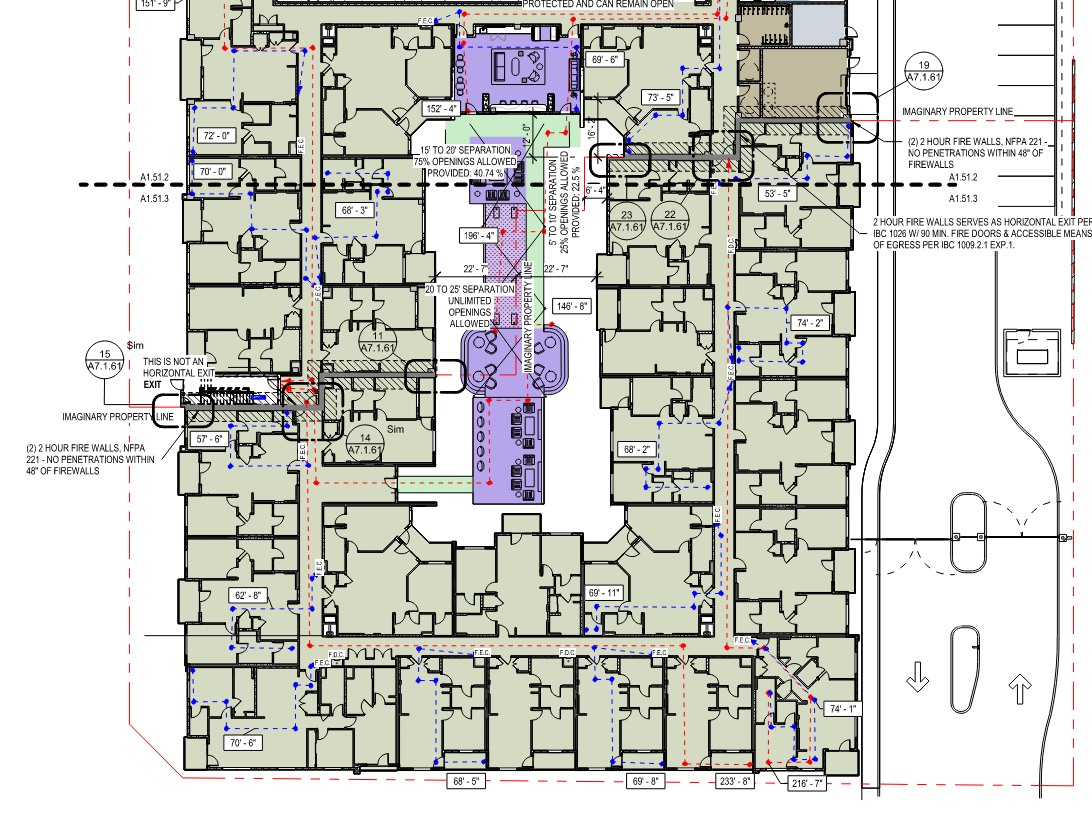 151' - 9"
PROTECTED AND CAN REMAIN OPEN
F.E.C.
69' - 6"
152' - 4"
73' - 5"
19
A7.1.61
IMAGINARY PROPERTY LINE
72' - 0"
F.E.C.
12' - 0"
16' - 2
(2) 2 HOUR FIRE WALLS, NFPA 221 -
NO PENETRATIONS WITHIN 48" OF
FIREWALLS
15' TO 20' SEPARATION
75% OPENINGS ALLOWED
PROVIDED: 40.74 %
5' TO 10' SEPARATION
25% OPENINGS ALLOWED
PROVIDED: 22.5 %
70' - 0"
A1.51.2
A1.51.3
A1.51.2
A1.51.3
6' - 4"
53' - 5"
F.E.C.
68' - 3"
23
A7.1.61
22
A7.1.61
2 HOUR FIRE WALLS SERVES AS HORIZONTAL EXIT PER
IBC 1026 W/ 90 MIN. FIRE DOORS & ACCESSIBLE MEANS
OF EGRESS PER IBC 1009.2.1 EXP.1.
196' - 4"
F.D.C.
22' - 7"
22' - 7"
20 TO 25' SEPARATION
UNLIMITED
OPENINGS
ALLOWED
IMAGINARY PROPERTY LINE
F.E.C.
146' - 8"
74' - 2"
11
A7.1.61
15
A7.1.61
Sim
THIS IS NOT AN
HORIZONTAL EXIT
EXIT
F.E.C.
IMAGINARY PROPERTY LINE
57' - 6"
14
A7.1.61
Sim
(2) 2 HOUR FIRE WALLS, NFPA
221 - NO PENETRATIONS WITHIN
48" OF FIREWALLS
F.E.C.
68' - 2"
F.E.C.
F.E.C.
62' - 8"
69' - 11"
F.D.C.
F.E.C.
F.E.C.
F.D.C.
F.E.C.
F.E.C.
74' - 1"
70' - 6"
68' - 5"
69' - 8"
233' - 8"
216' - 7"